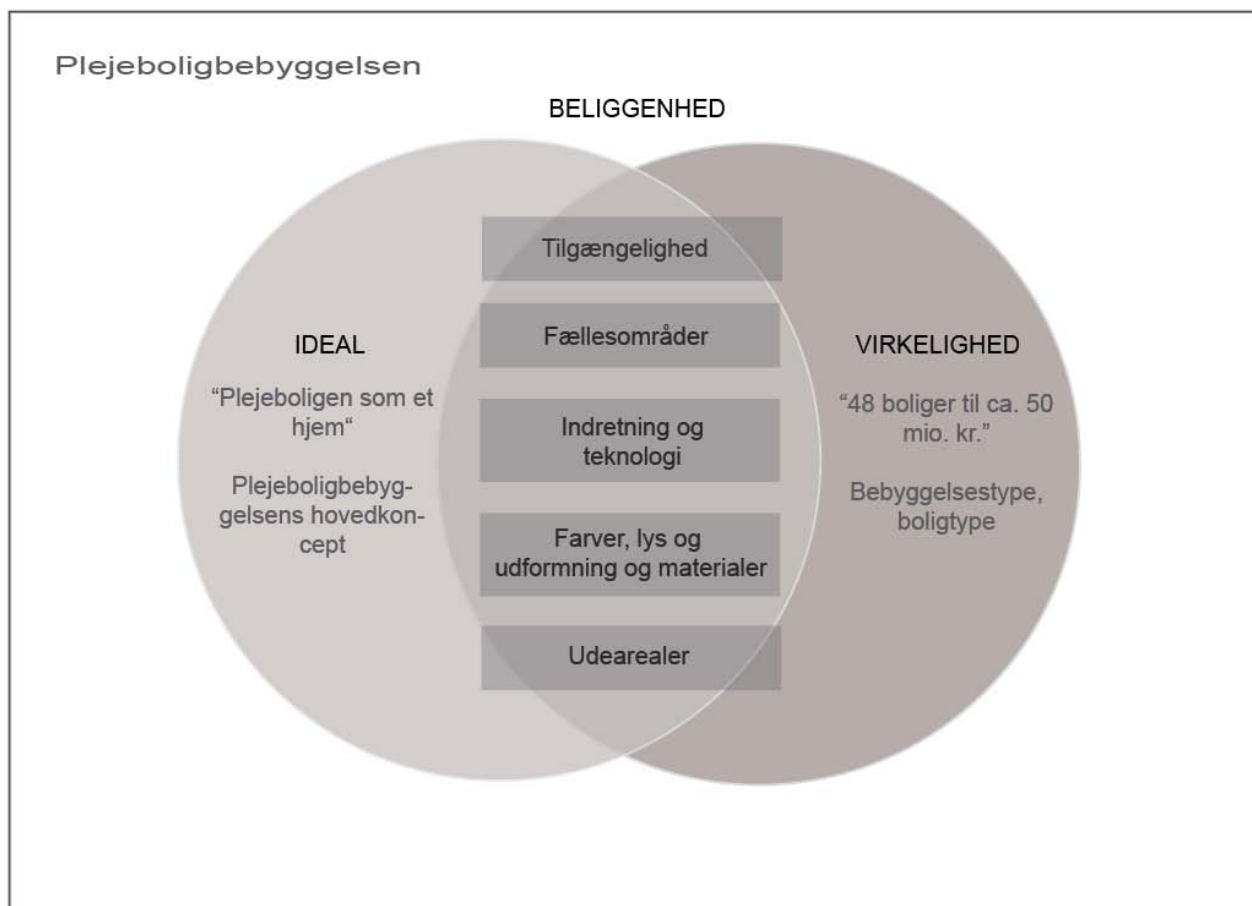 Plejeboligbebyggelsen
BELIGGENHED
IDEAL
“Plejeboligen som et
hjem“
Plejeboligbebyg-
gelsens hovedkon-
cept
Tilgængelighed
Fællesområder
Indretning og
teknologi
Farver, lys og
udformning og materialer
Udearealer
VIRKELIGHED
“48 boliger til ca. 50
mio. kr.”
Bebyggelsestype,
boligtype